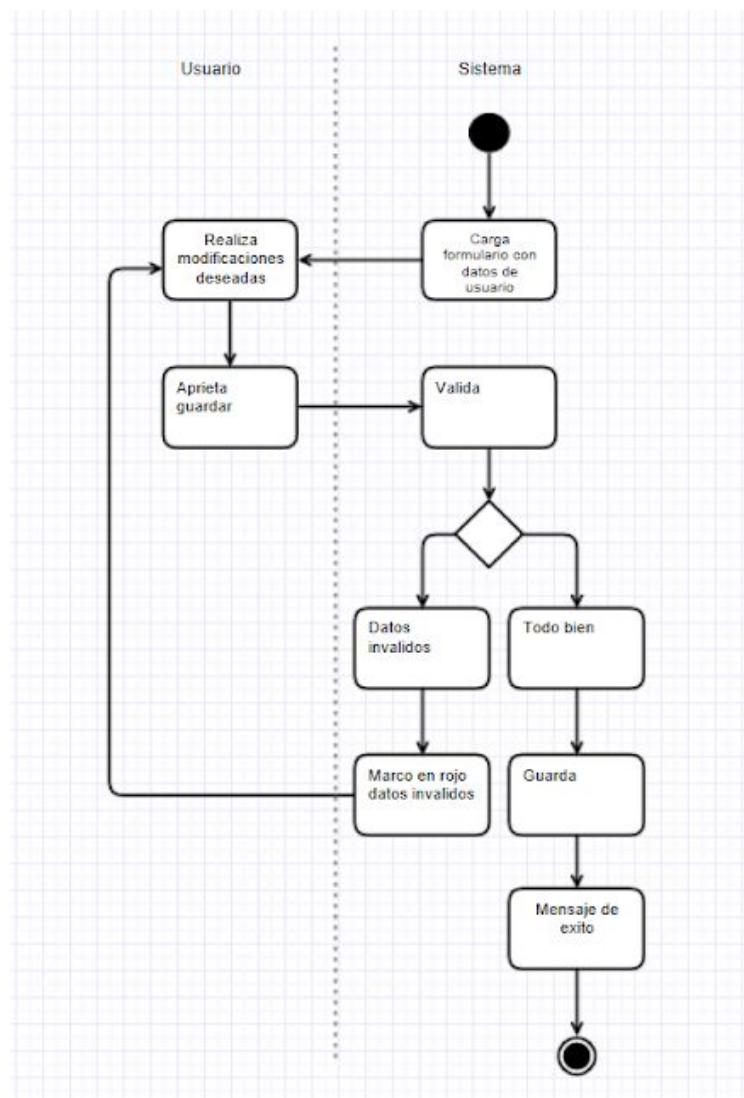 Usuario
Sistema
Realiza
modificaciones
deseadas
Carga
formulario con
datos de
usuario
Aprieta
guardar
Valida
Datos
invalidos
Todo bien
Marco en rojo
datos invalidos
Guarda
Mensaje de
exito